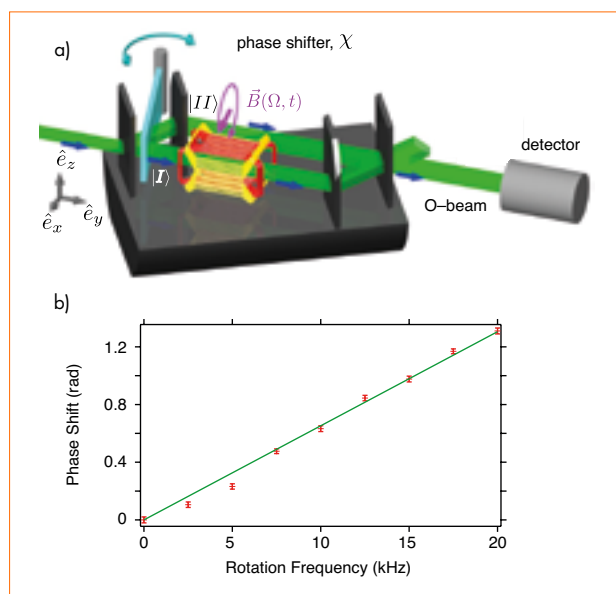 a)
phase shifter, χ
|II⟩
B⃗(Ω, t)
detector
ê_z
|I⟩
ê_x
ê_y
O–beam
b)
1.2
0.8
0.4
0
Phase Shift (rad)
0 5 10 15 20
Rotation Frequency (kHz)